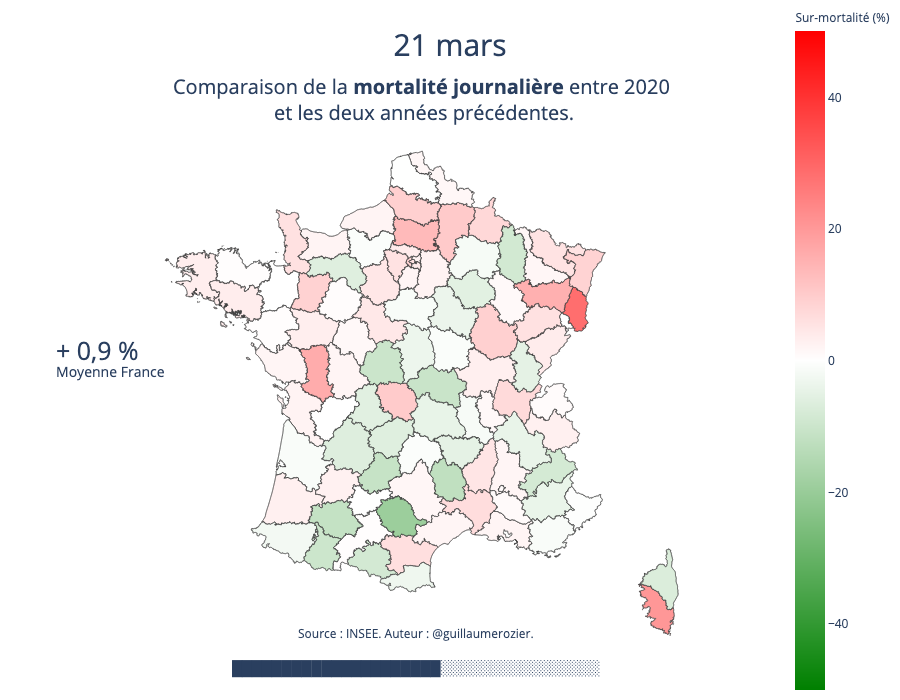 Sur-mortalité (%)
21 mars
Comparaison de la mortalité journalière entre 2020
et les deux années précédentes.
40
20
0
−20
−40
+ 0,9 %
Moyenne France
Source : INSEE. Auteur : @guillaumerozier.